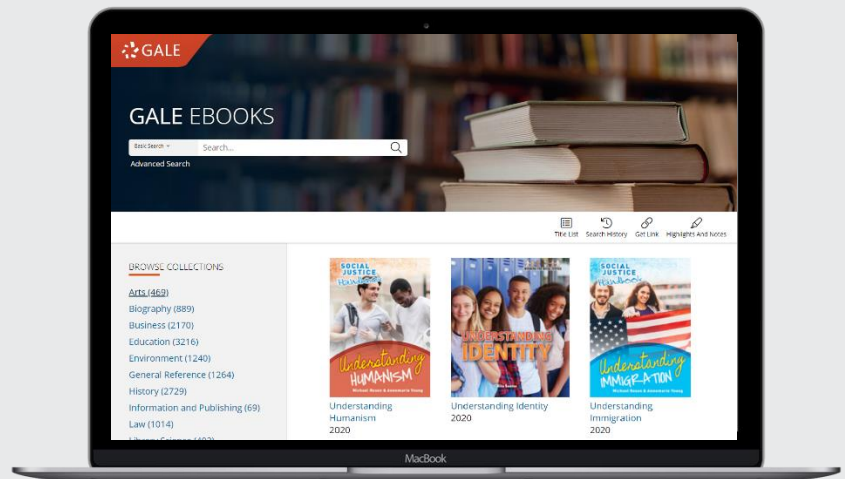 GALE
GALE EBOOKS
Basic Search
Search...
Advanced Search
Title List
Search History
Get Link
Highlights And Notes
BROWSE COLLECTIONS
Arts (469)
Biography (889)
Business (2170)
Education (3216)
Environment (1240)
General Reference (1264)
History (2729)
Information and Publishing (69)
Law (1014)
SOCIAL
JUSTICE
Handbook
Understanding
HUMANISM
Understanding
Humanism
2020
UNDERSTANDING
IDENTITY
Understanding Identity
2020
SOCIAL
JUSTICE
Handbook
Understanding
IMMIGRATION
Understanding
Immigration
2020
MacBook